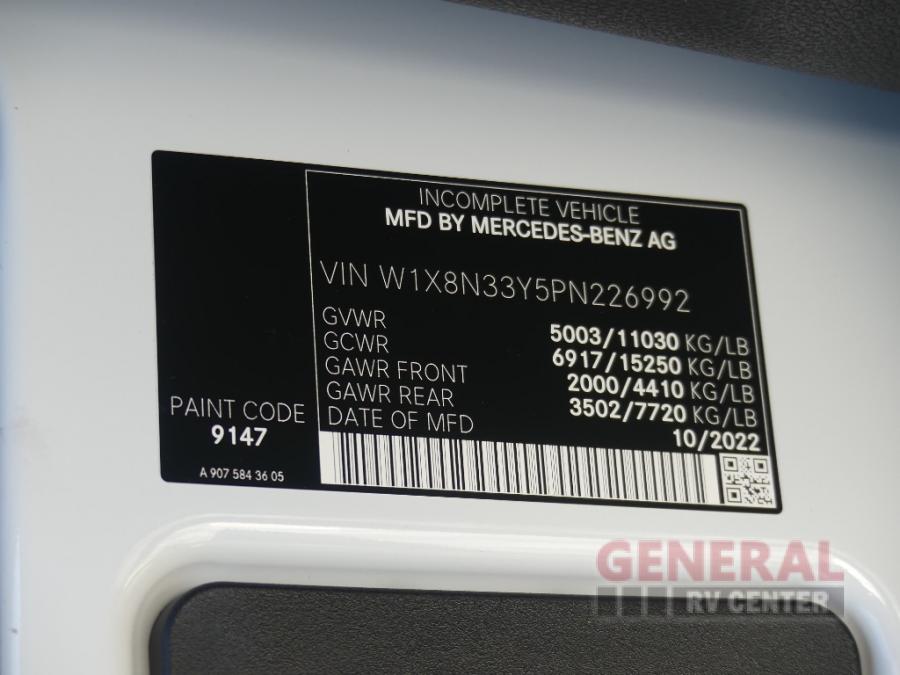 INCOMPLETE VEHICLE
MFD BY MERCEDES-BENZ AG
VIN W1X8N33Y5PN226992
GVWR 5003/11030 KG/LB
GCWR 6917/15250 KG/LB
GAWR FRONT 2000/4410 KG/LB
GAWR REAR 3502/7720 KG/LB
DATE OF MFD 10/2022
PAINT CODE
9147
A 907 584 36 05
GENERAL
RV CENTER